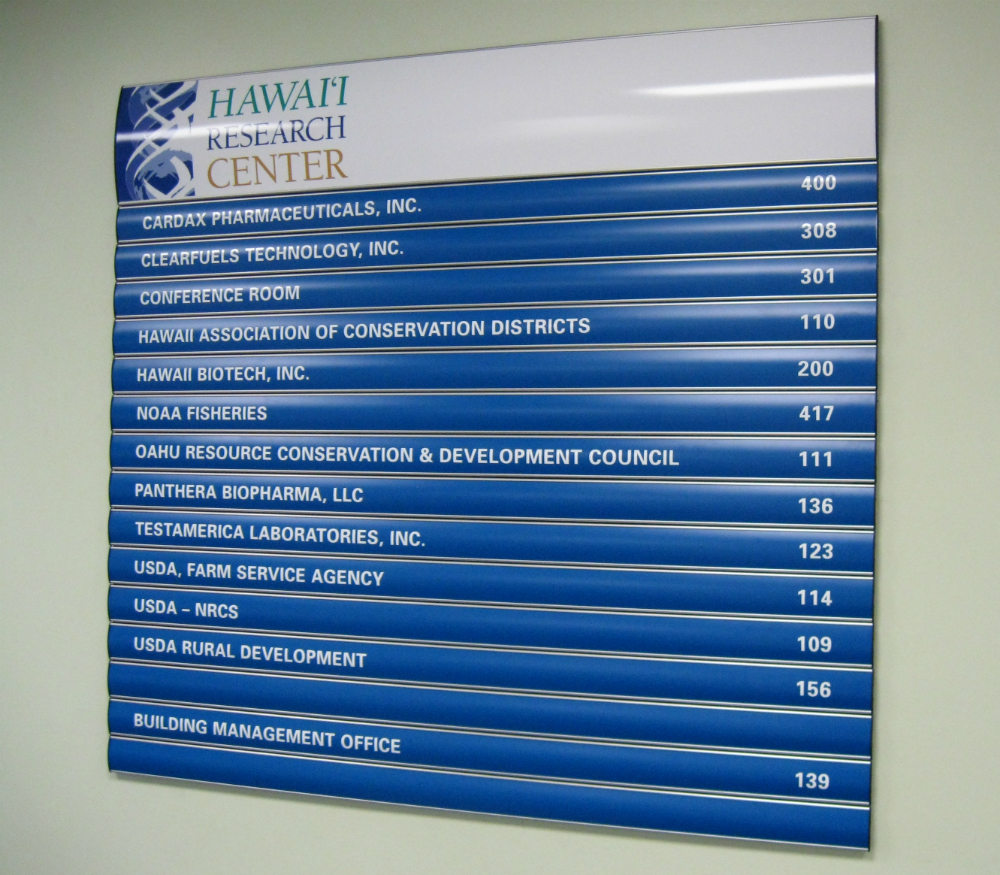 HAWAI'I
RESEARCH
CENTER
CARDAX PHARMACEUTICALS, INC. 400
CLEARFUELS TECHNOLOGY, INC. 308
CONFERENCE ROOM 301
HAWAII ASSOCIATION OF CONSERVATION DISTRICTS 110
HAWAII BIOTECH, INC. 200
NOAA FISHERIES 417
OAHU RESOURCE CONSERVATION & DEVELOPMENT COUNCIL 111
PANTHERA BIOPHARMA, LLC 136
TESTAMERICA LABORATORIES, INC. 123
USDA, FARM SERVICE AGENCY 114
USDA – NRCS 109
USDA RURAL DEVELOPMENT 156
BUILDING MANAGEMENT OFFICE 139